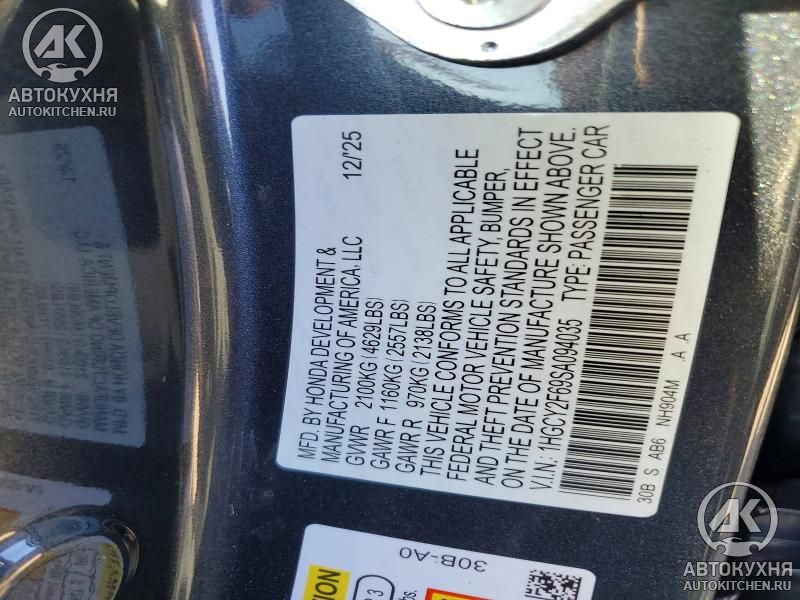 AK
АВТОКУХНЯ
AUTOKITCHEN.RU
MFD. BY HONDA DEVELOPMENT &
MANUFACTURING OF AMERICA, LLC 12/'25
GVWR 2100KG (4629LBS)
GAWR F 1160KG (2557LBS)
GAWR R 970KG (2138LBS)
THIS VEHICLE CONFORMS TO ALL APPLICABLE
FEDERAL MOTOR VEHICLE SAFETY, BUMPER,
AND THEFT PREVENTION STANDARDS IN EFFECT
ON THE DATE OF MANUFACTURE SHOWN ABOVE.
V.I.N.: 1HGCY2F69SA094035 TYPE: PASSENGER CAR
30B S AB6 NH904M A A
30B-A0
AK
АВТОКУХНЯ
AUTOKITCHEN.RU